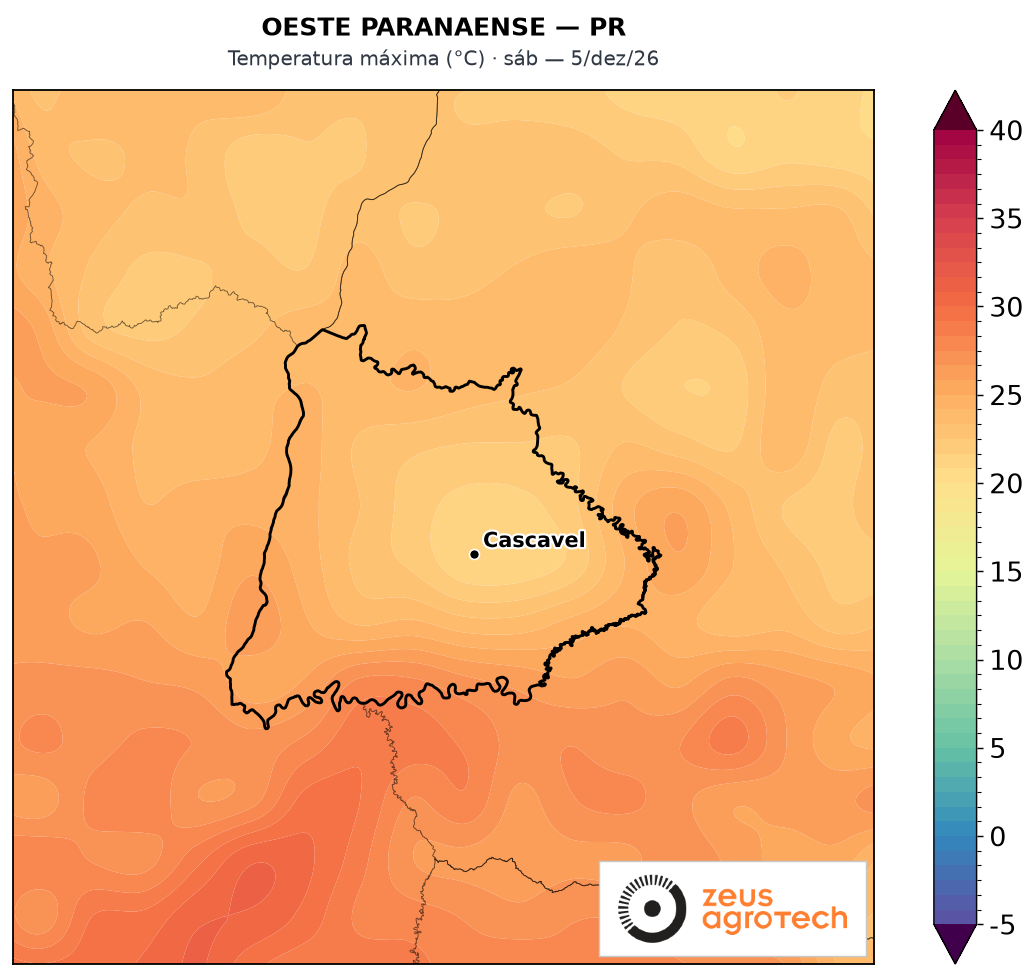 OESTE PARANAENSE — PR
Temperatura máxima (°C) · sáb — 5/dez/26
40
35
30
25
20
15
10
5
0
-5
Cascavel
zeus
agrotech